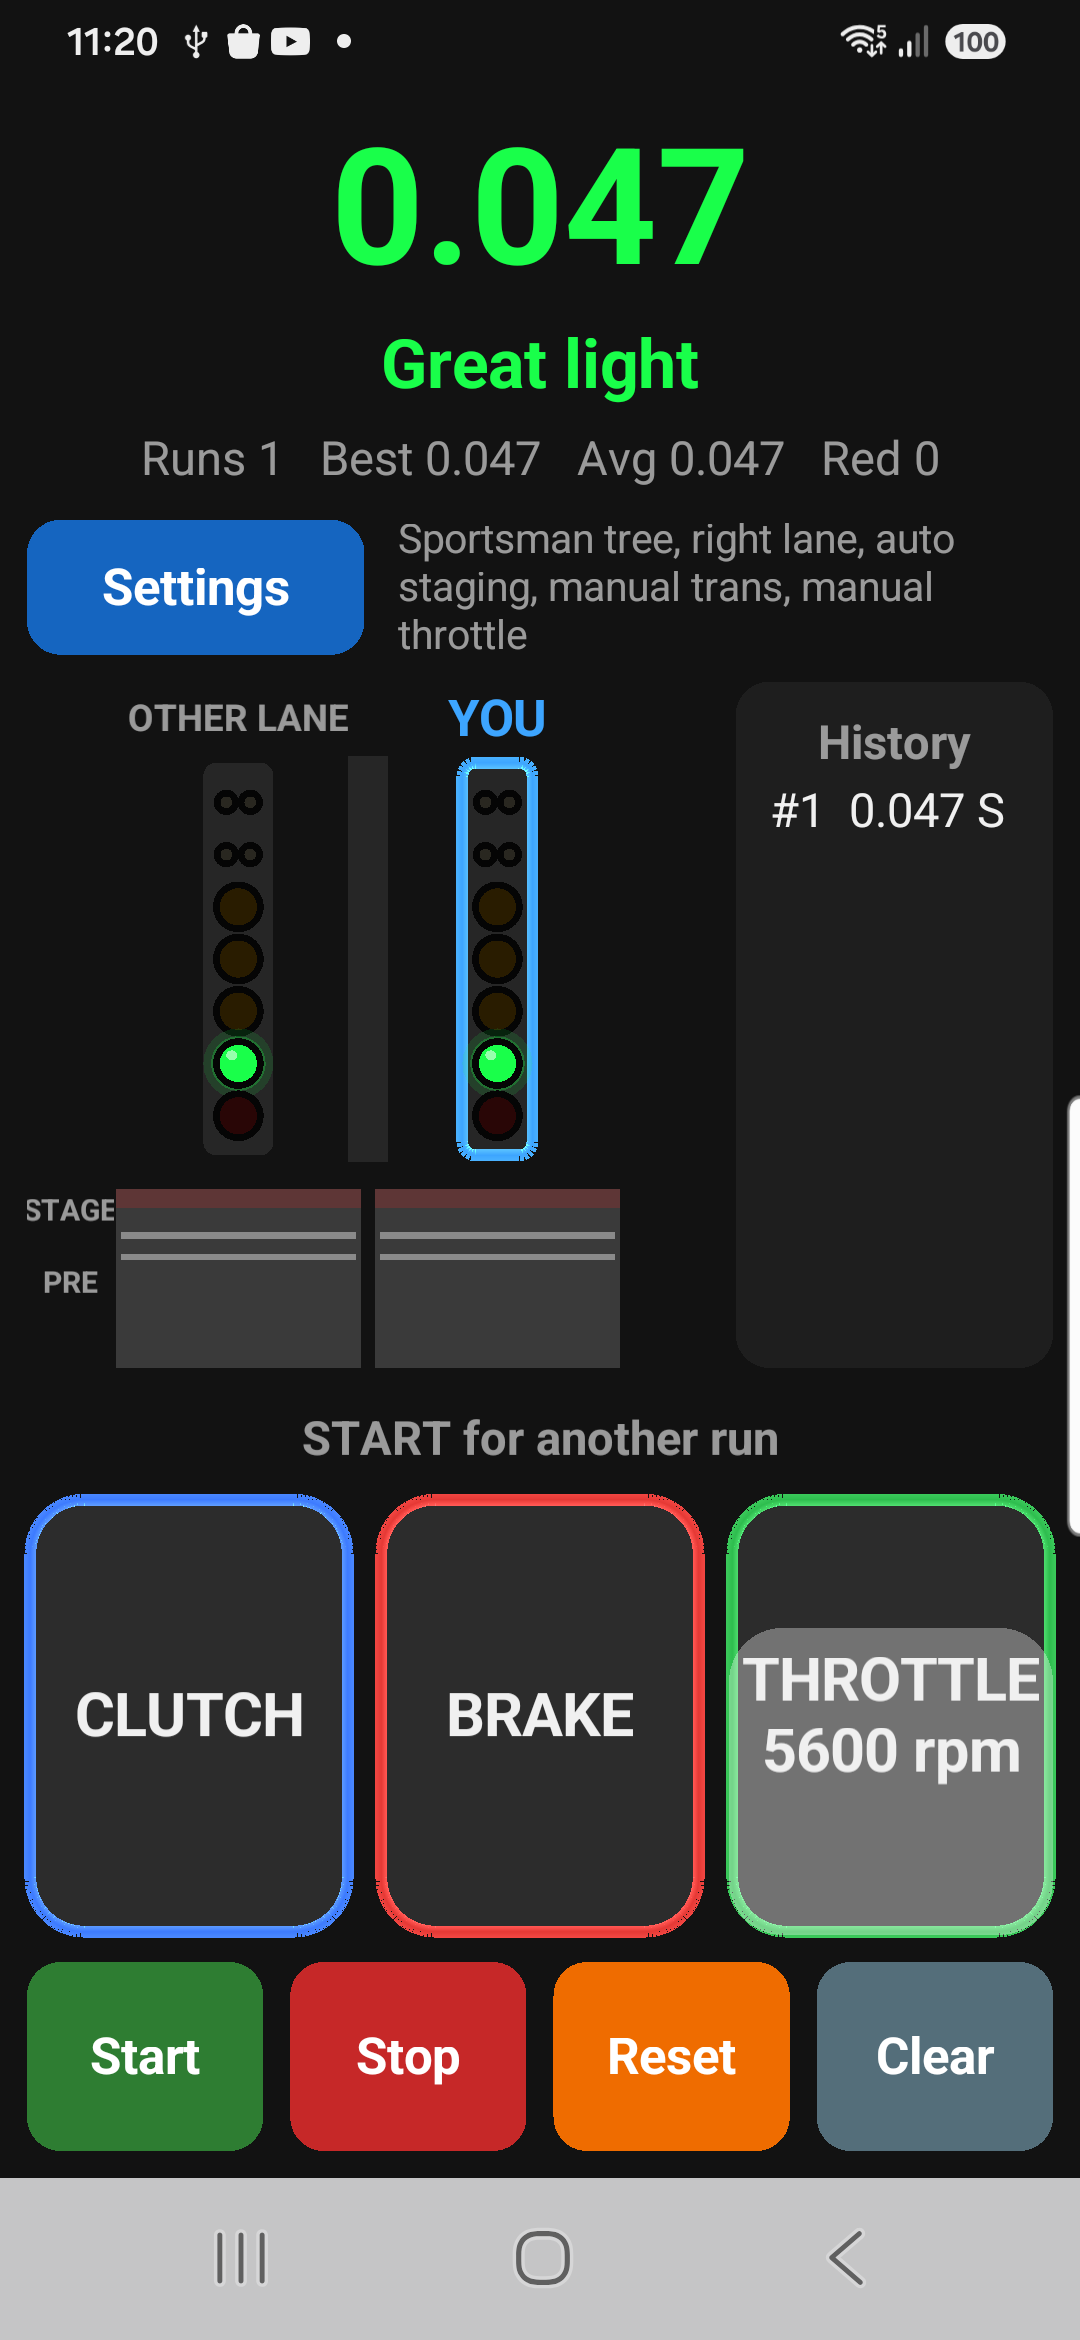 11:20
5
100
0.047
Great light
Runs 1 Best 0.047 Avg 0.047 Red 0
Settings
Sportsman tree, right lane, auto
staging, manual trans, manual
throttle
OTHER LANE
YOU
History
#1 0.047 S
STAGE
PRE
START for another run
CLUTCH
BRAKE
THROTTLE
5600 rpm
Start
Stop
Reset
Clear